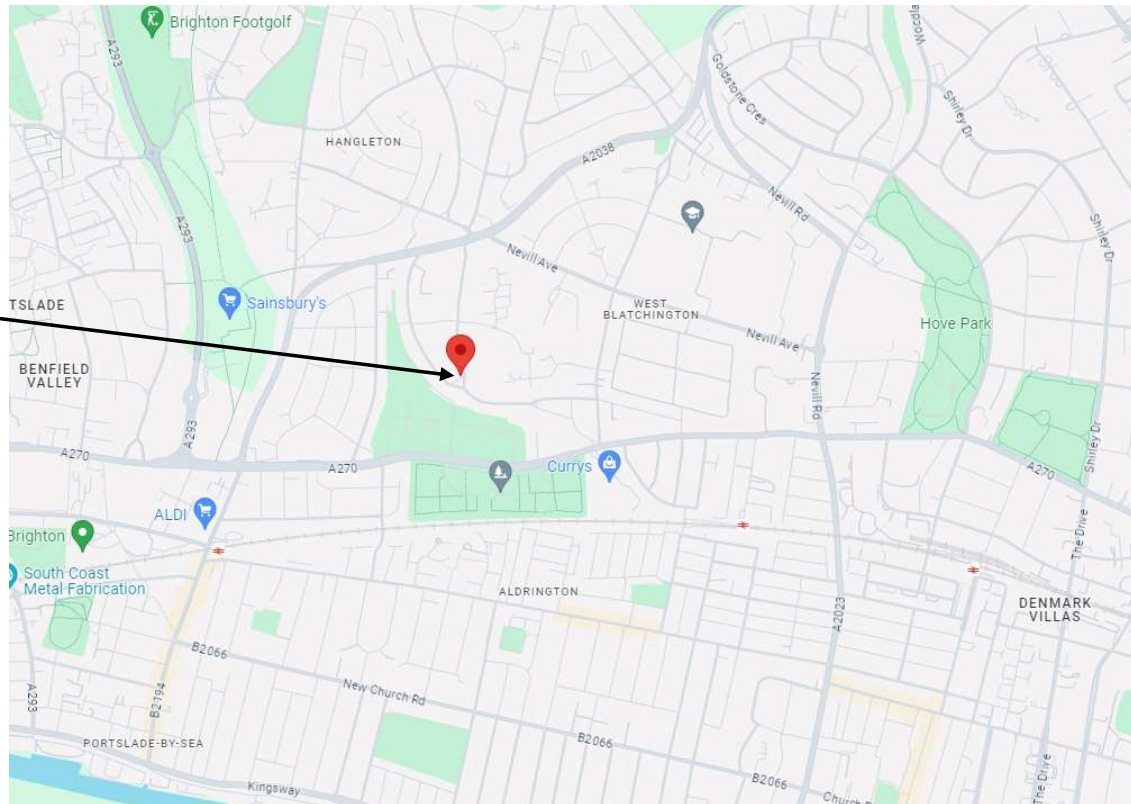 Brighton Footgolf
A293
HANGLETON
A2038
Goldstone Cres
Shirley Dr
Nevill Rd
A293
Nevill Ave
Shirley Dr
Sainsbury's
TSLADE
WEST
BLATCHINGTON
Hove Park
Nevill Ave
BENFIELD
VALLEY
Nevill Rd
A293
A270
A270
Currys
A270
Shirley Dr
ALDI
Brighton
The Drive
South Coast
Metal Fabrication
ALDRINGTON
DENMARK
VILLAS
A2023
B2066
New Church Rd
A293
B2194
B2066
PORTSLADE-BY-SEA
B2066
Kingsway
Church R
The Drive